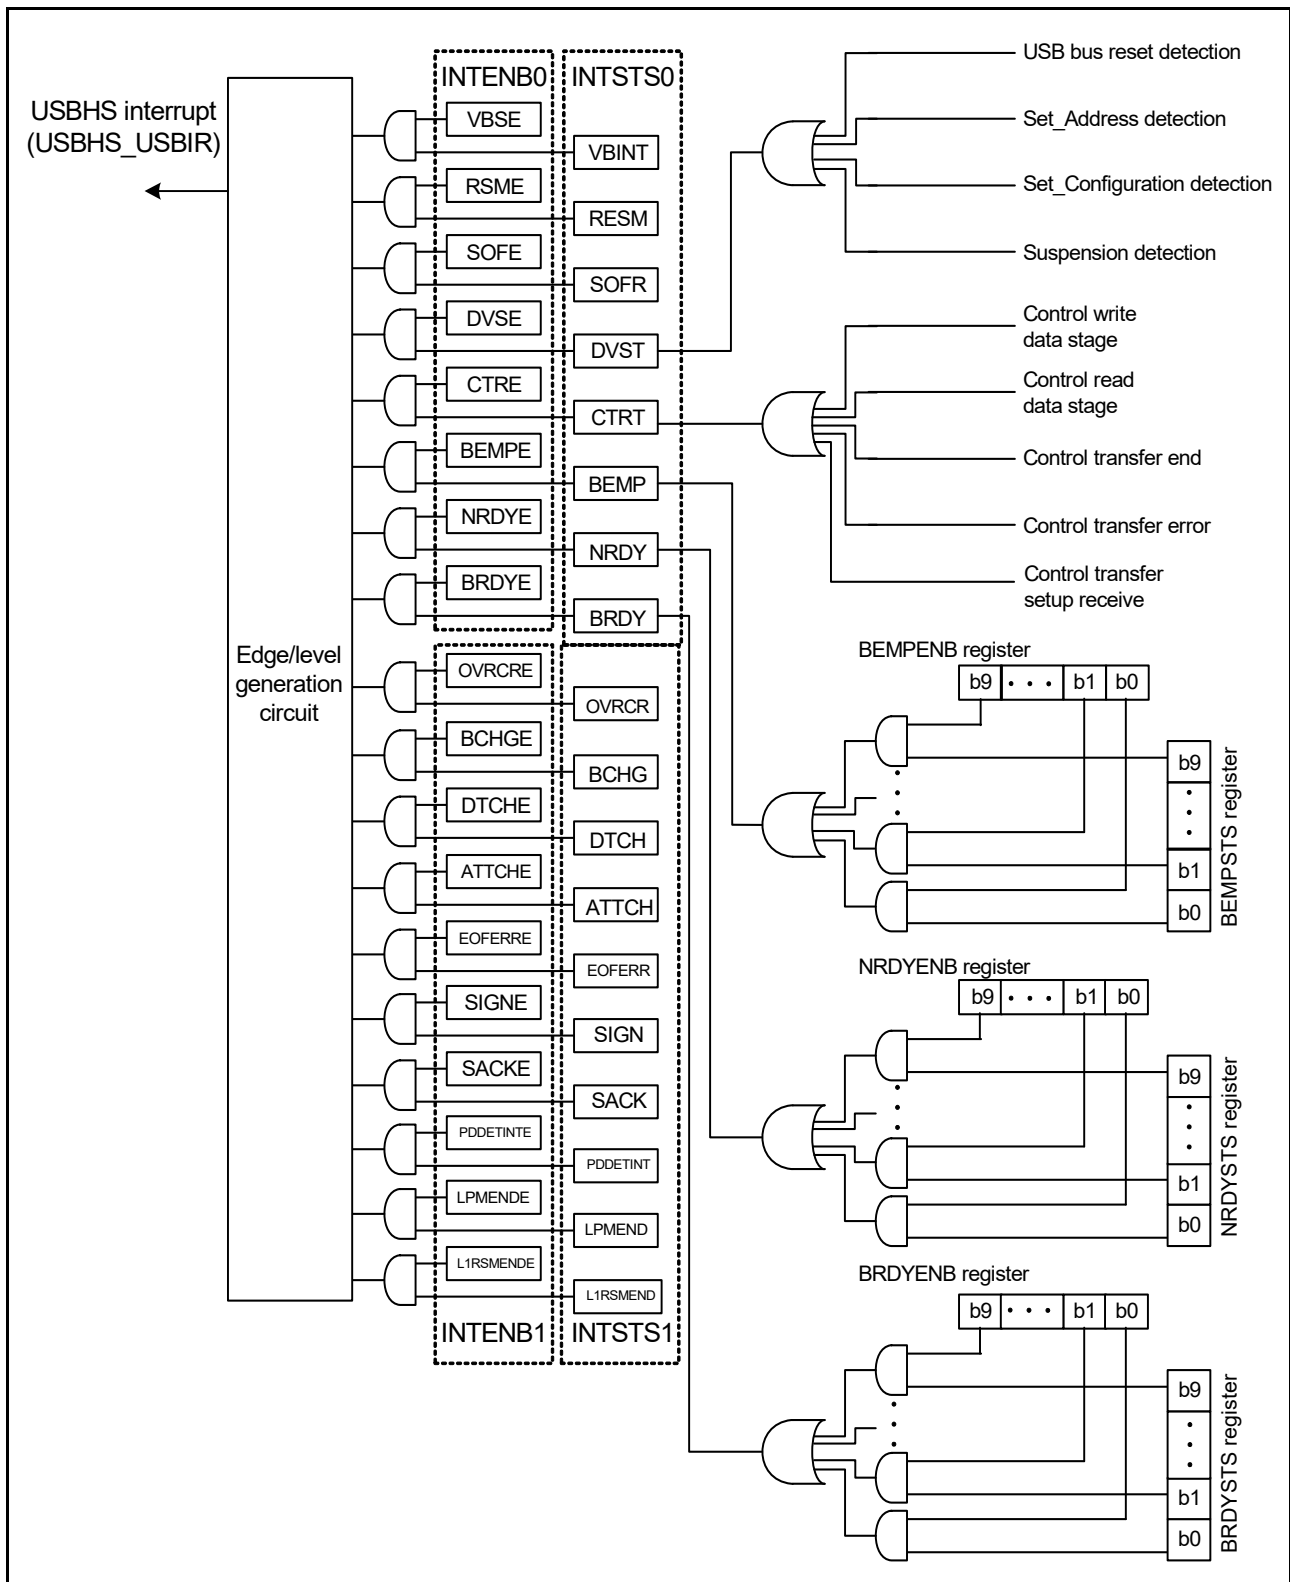 USBHS interrupt
(USBHS_USBIR)
Edge/level
generation
circuit
INTENB0
VBSE
RSME
SOFE
DVSE
CTRE
BEMPE
NRDYE
BRDYE
INTSTS0
VBINT
RESM
SOFR
DVST
CTRT
BEMP
NRDY
BRDY
OVRCRE
BCHGE
DTCHE
ATTCHE
EOFERRE
SIGNE
SACKE
PDDETINTE
LPMENDE
L1RSMENDE
INTENB1
OVRCR
BCHG
DTCH
ATTCH
EOFERR
SIGN
SACK
PDDETINT
LPMEND
L1RSMEND
INTSTS1
USB bus reset detection
Set_Address detection
Set_Configuration detection
Suspension detection
Control write
data stage
Control read
data stage
Control transfer end
Control transfer error
Control transfer
setup receive
BEMPENB register
b9 • • • b1 b0
b9
b1
b0
BEMPSTS register
NRDYENB register
b9 • • • b1 b0
b9
b1
b0
NRDYSTS register
BRDYENB register
b9 • • • b1 b0
b9
b1
b0
BRDYSTS register